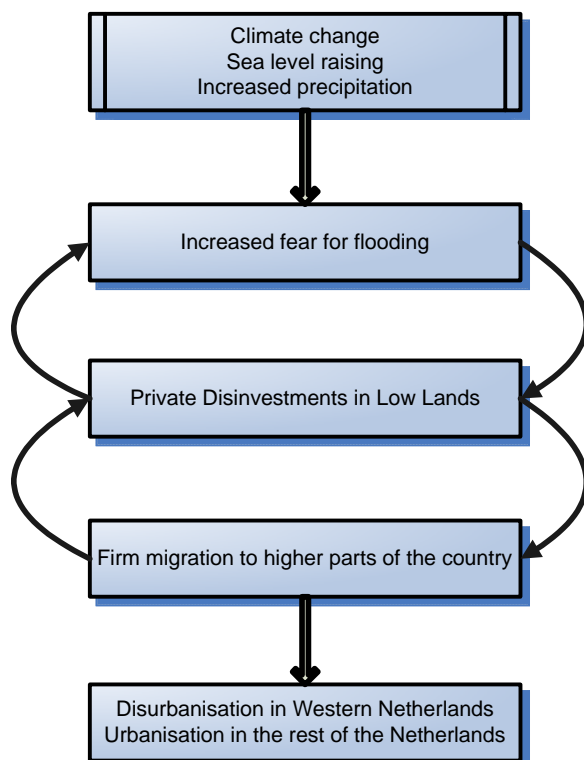 Climate change
Sea level raising
Increased precipitation
Increased fear for flooding
Private Disinvestments in Low Lands
Firm migration to higher parts of the country
Disurbanisation in Western Netherlands
Urbanisation in the rest of the Netherlands